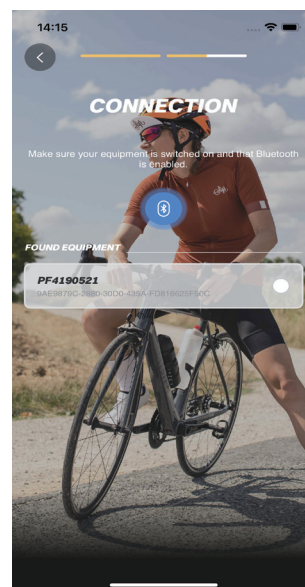 14:15
CONNECTION
Make sure your equipment is switched on and that Bluetooth
is enabled.
FOUND EQUIPMENT
PF4190521